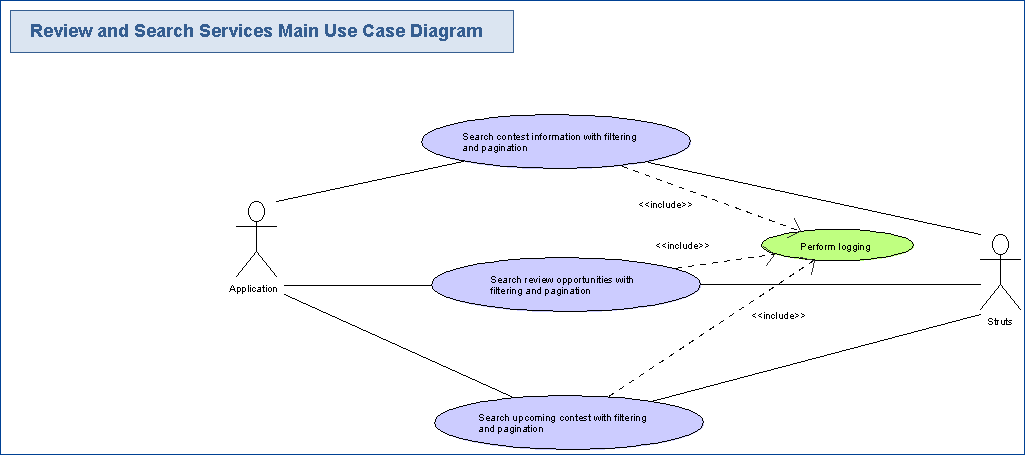 Review and Search Services Main Use Case Diagram
Search contest information with filtering
and pagination
<<include>>
<<include>>
Perform logging
Application
Search review opportunities with
filtering and pagination
<<include>>
Struts
Search upcoming contest with filtering
and pagination